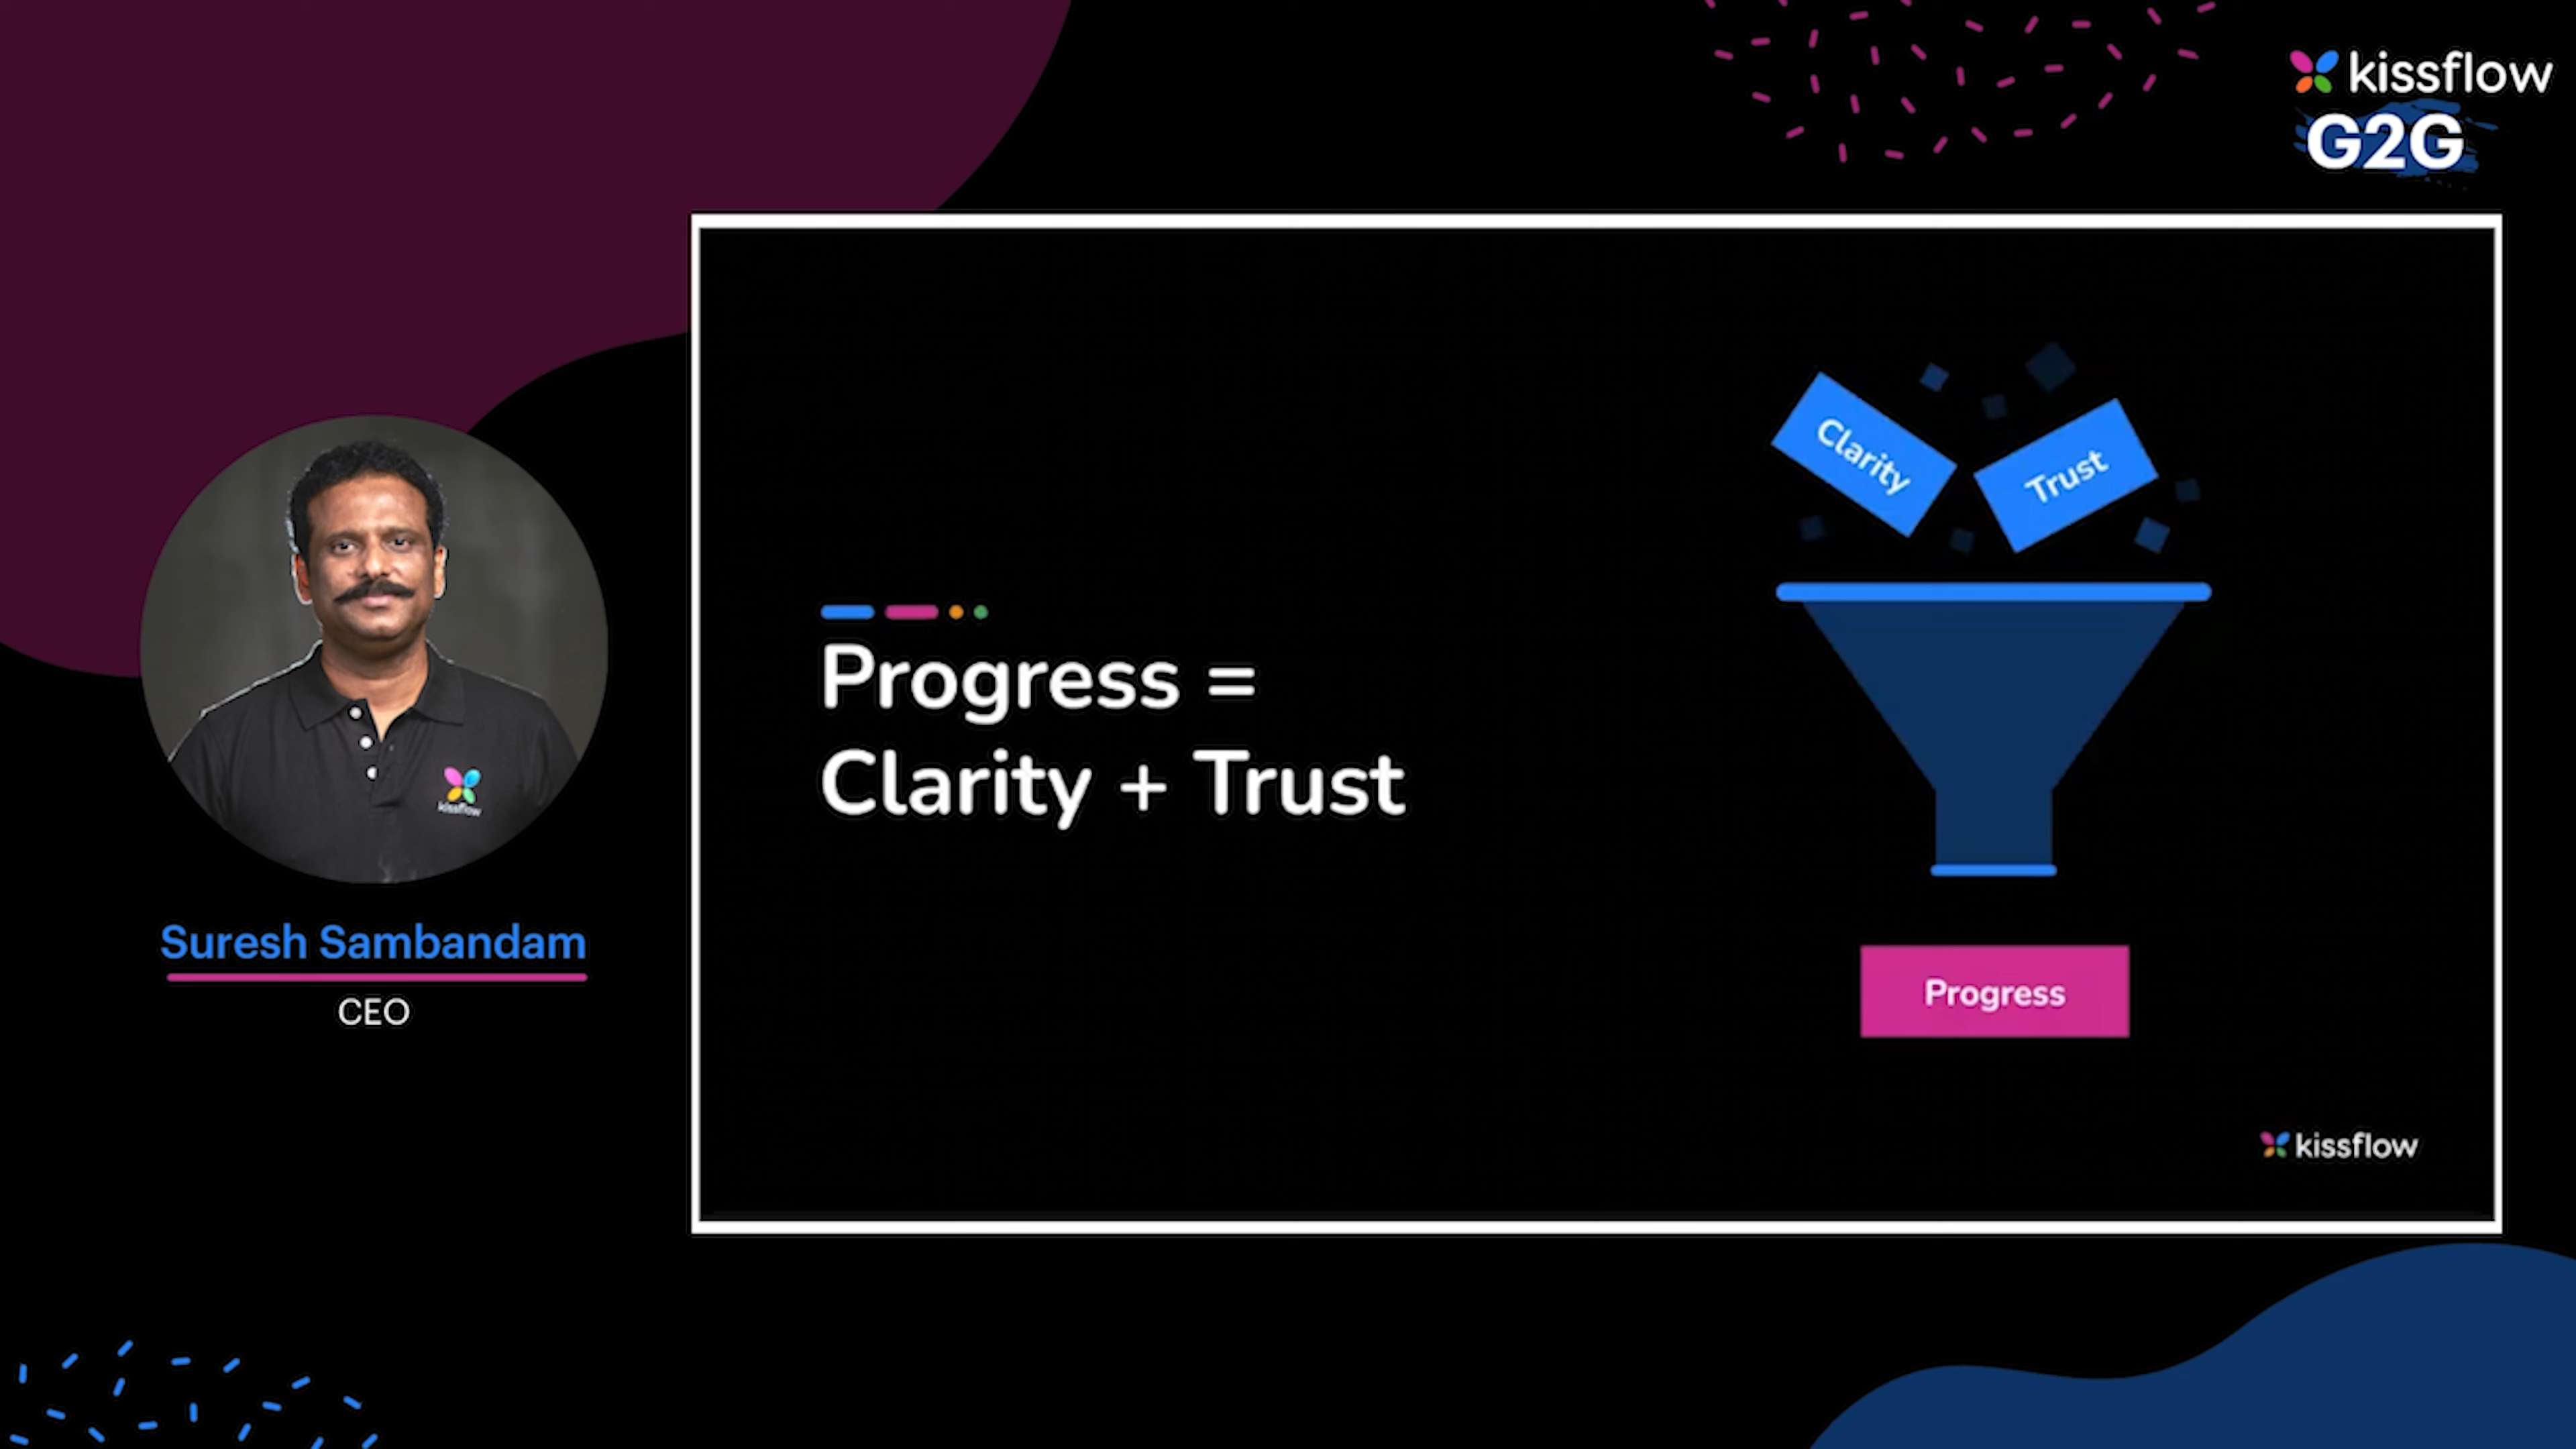 kissflow
G2G
Clarity
Trust
Progress =
Clarity + Trust
kissflow
Suresh Sambandam
CEO
Progress
kissflow